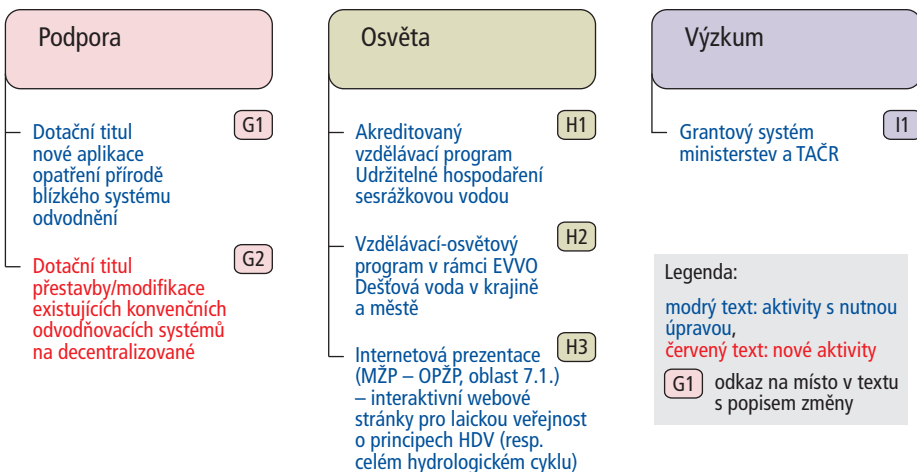 Podpora
G1
Dotační titul
nové aplikace
opatření přírodě
blízkého systému
odvodnění
G2
Dotační titul
přestavby/modifikace
existujících konvenčních
odvodňovacích systémů
na decentralizované
Osvěta
H1
Akreditovaný
vzdělávací program
Udržitelné hospodaření
sesrážkovou vodou
H2
Vzdělávací-osvětový
program v rámci EVVO
Dešťová voda v krajině
a městě
H3
Internetová prezentace
(MŽP – OPŽP, oblast 7.1.)
– interaktivní webové
stránky pro laickou veřejnost
o principech HDV (resp.
celém hydrologickém cyklu)
Výzkum
I1
Grantový systém
ministerstev a TAČR
Legenda:
modrý text: aktivity s nutnou
úpravou,
červený text: nové aktivity
G1 odkaz na místo v textu
s popisem změny